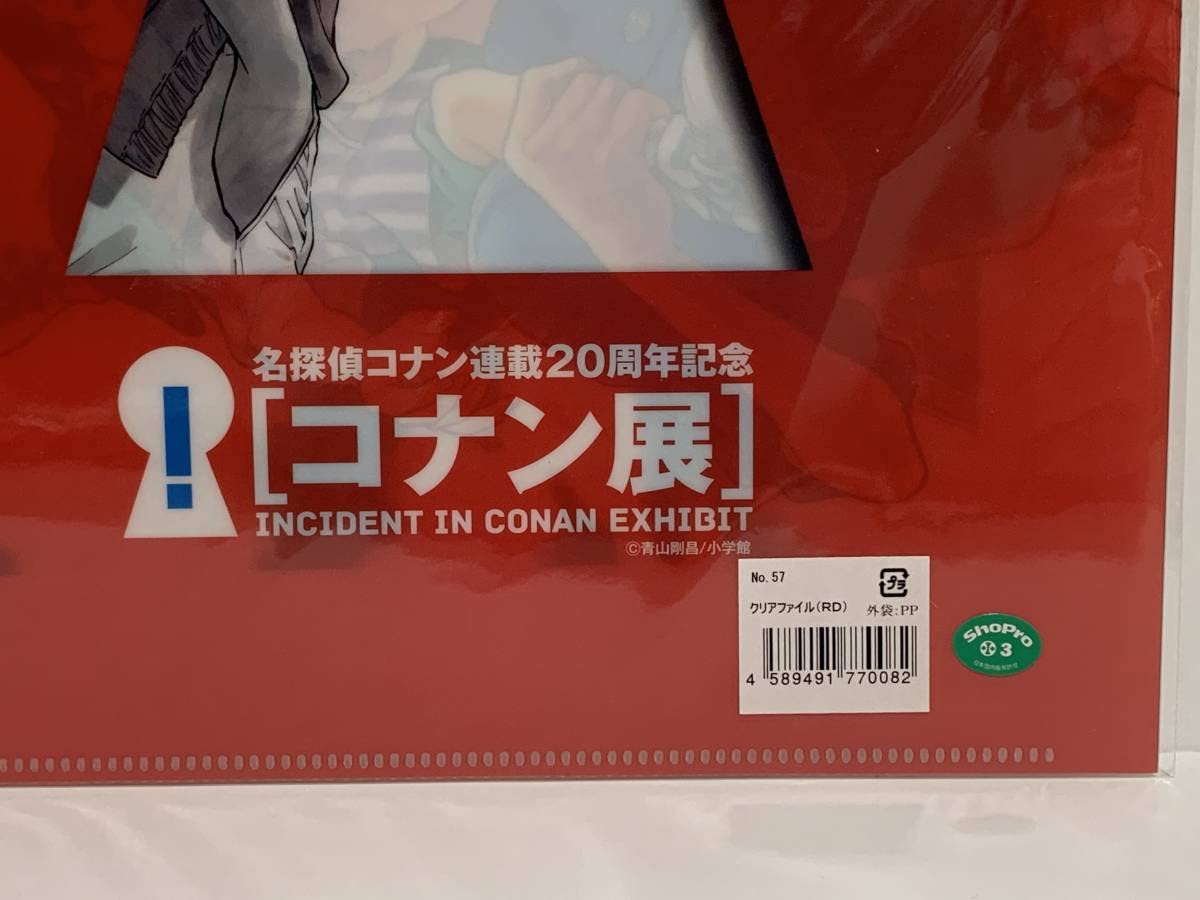 名探偵コナン連載20周年記念
[コナン展]
INCIDENT IN CONAN EXHIBIT
©青山剛昌/小学館
No.57
プラ
クリアファイル(RD)
外袋:PP
4 589491 770082
ShoPro
3